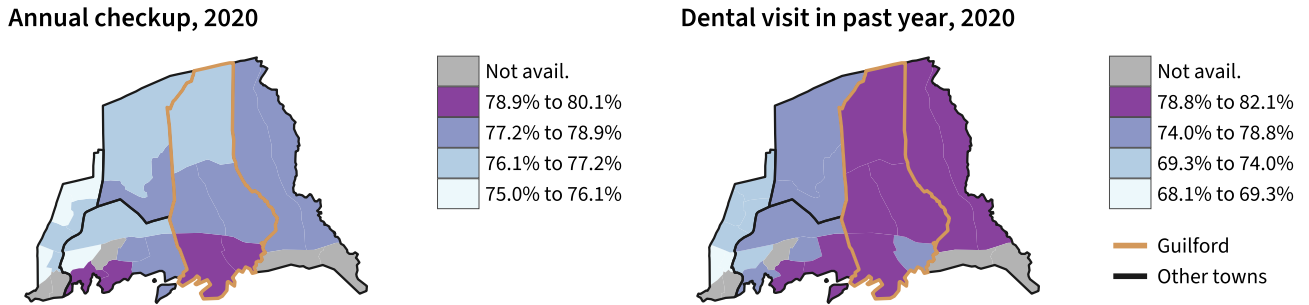 Annual checkup, 2020
Not avail.
78.9% to 80.1%
77.2% to 78.9%
76.1% to 77.2%
75.0% to 76.1%
Dental visit in past year, 2020
Not avail.
78.8% to 82.1%
74.0% to 78.8%
69.3% to 74.0%
68.1% to 69.3%
Guilford
Other towns